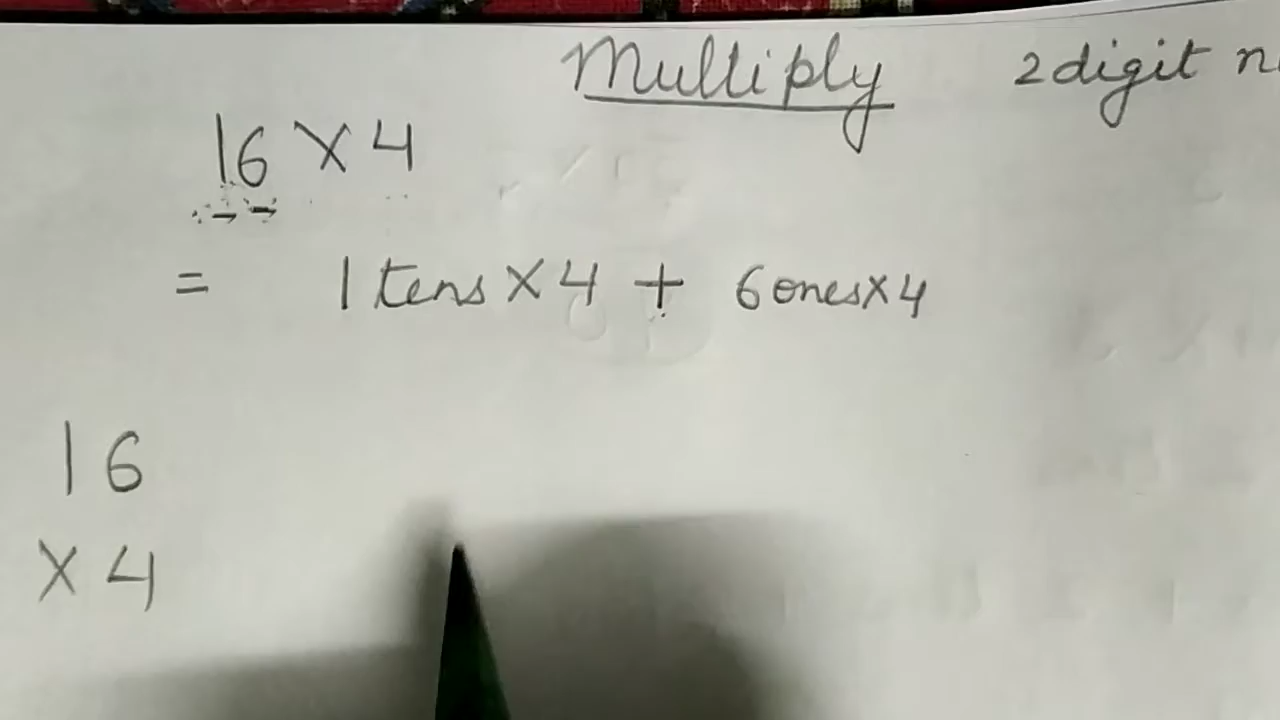 Multiply 2digit
16 × 4
= 1 tens × 4 + 6 ones × 4
16
× 4